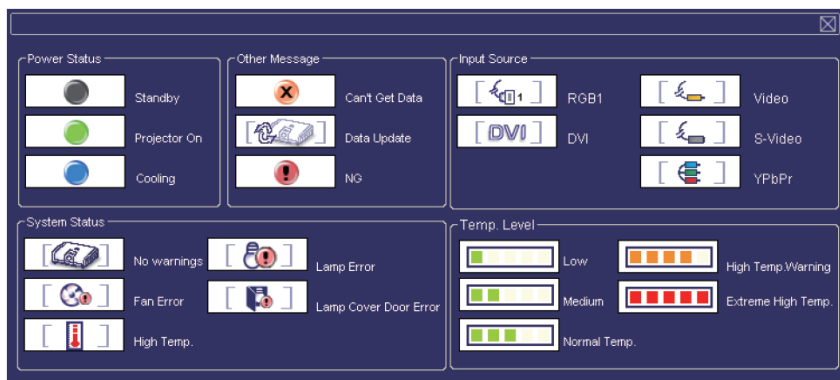 Power Status
Standby
Projector On
Cooling
Other Message
X
Can't Get Data
Data Update
!
NG
Input Source
1
RGB1
DVI
DVI
Video
S-Video
YPbPr
System Status
No warnings
!
Fan Error
High Temp.
!
Lamp Error
!
Lamp Cover Door Error
Temp. Level
Low
Medium
Normal Temp.
High Temp.Warning
Extreme High Temp.